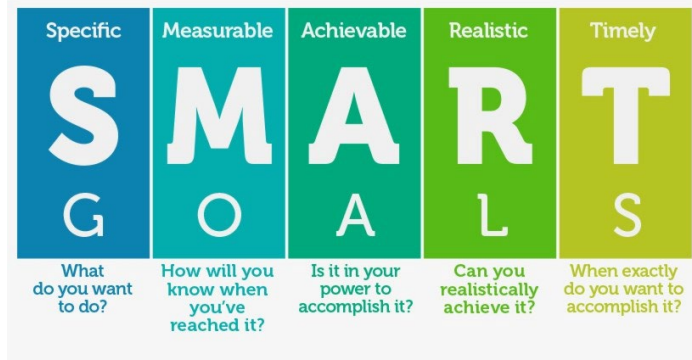 Specific Measurable Achievable Realistic Timely
S M A R T
G O A L S
What
do you want
to do?
How will you
know when
you've
reached it?
Is it in your
power to
accomplish it?
Can you
realistically
achieve it?
When exactly
do you want to
accomplish it?